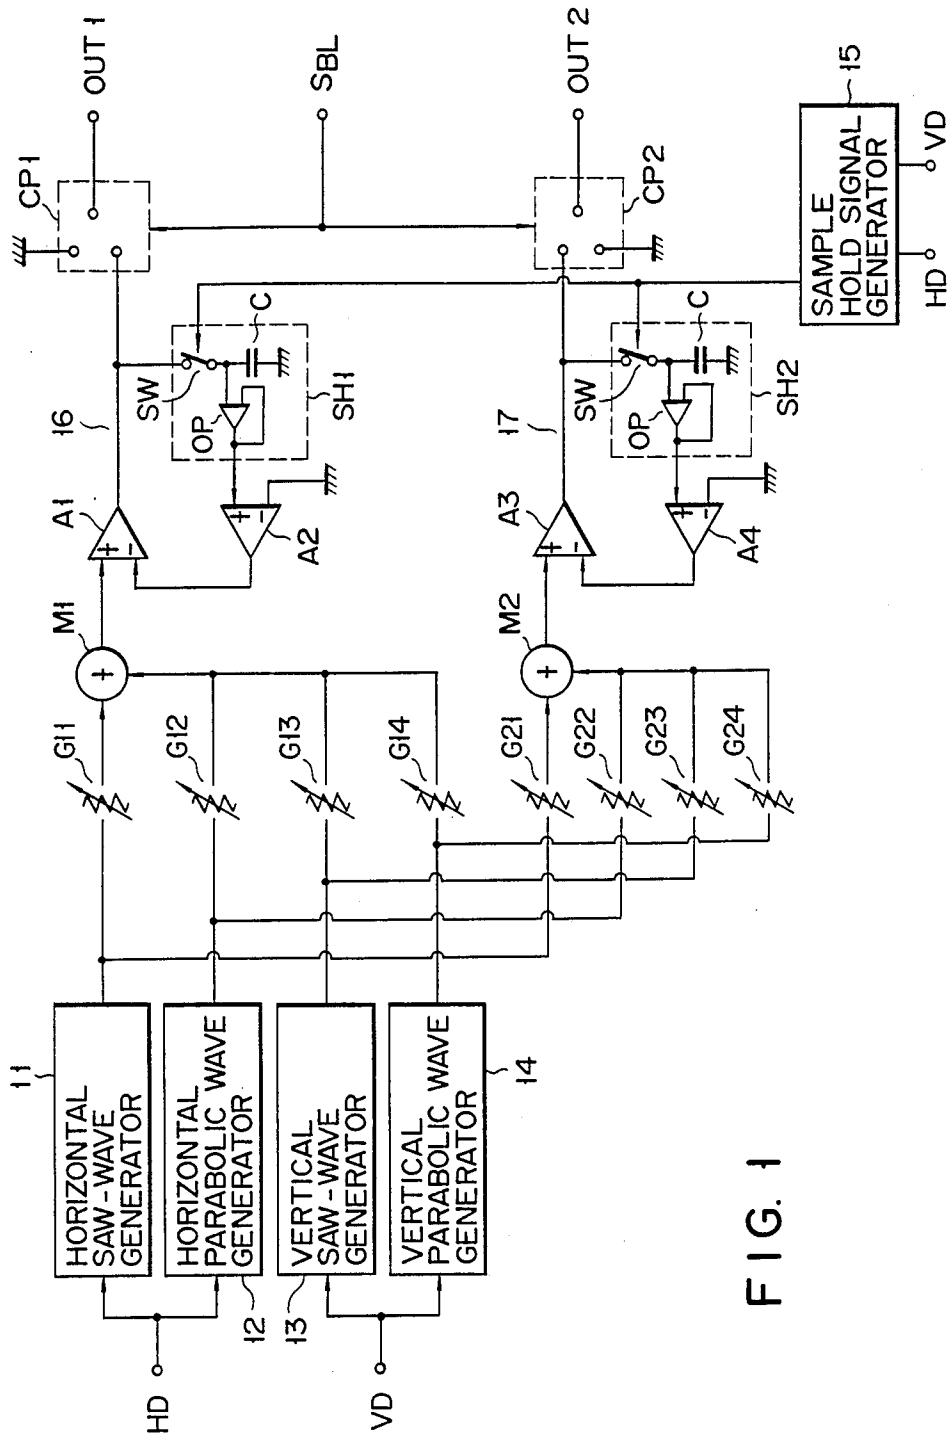 HD
VD
11
HORIZONTAL
SAW-WAVE
GENERATOR
HORIZONTAL
PARABOLIC WAVE
GENERATOR
12
VERTICAL
SAW-WAVE
GENERATOR
13
VERTICAL
PARABOLIC WAVE
GENERATOR
14
G11
G12
G13
G14
G21
G22
G23
G24
M1
+
M2
+
A1
+
−
A2
+
−
A3
+
−
A4
+
−
16
SW
OP
C
SH1
17
SW
OP
C
SH2
CP1
CP2
OUT 1
SBL
OUT 2
15
SAMPLE
HOLD SIGNAL
GENERATOR
HD
VD
FIG. 1